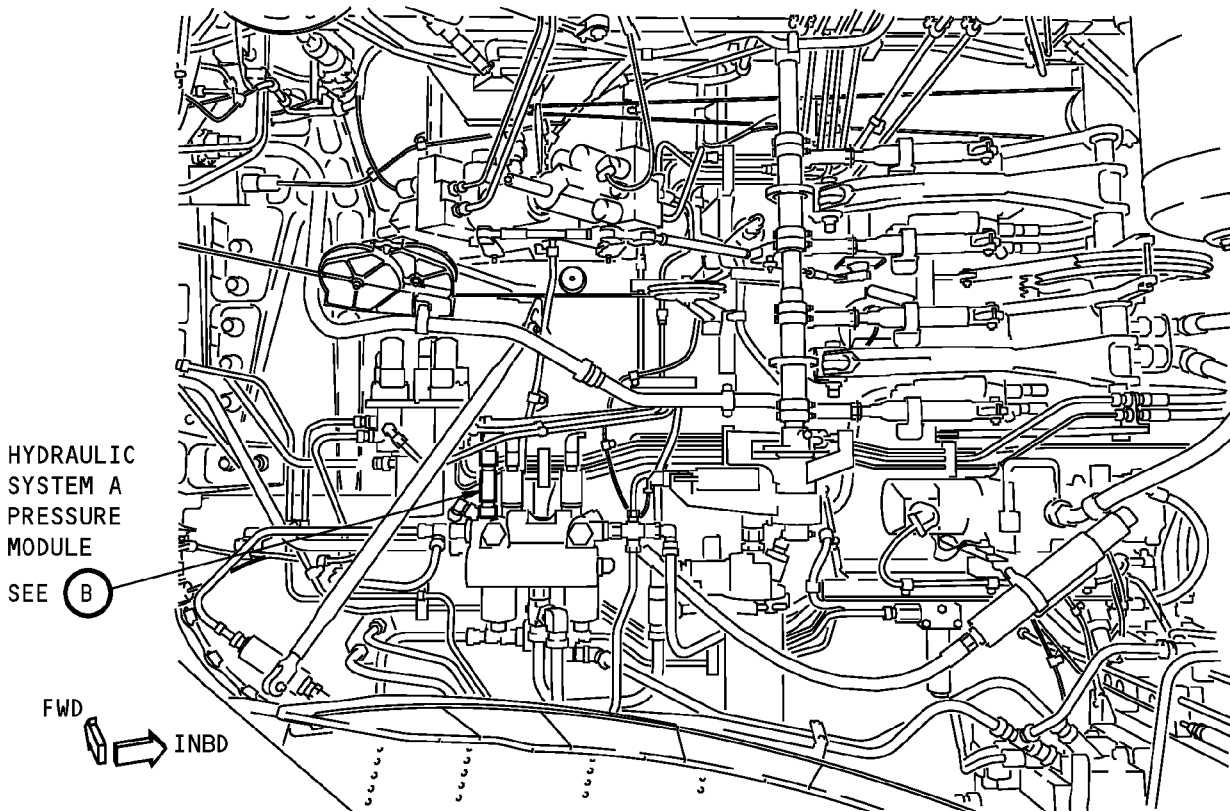 HYDRAULIC
SYSTEM A
PRESSURE
MODULE
SEE B
FWD
INBD